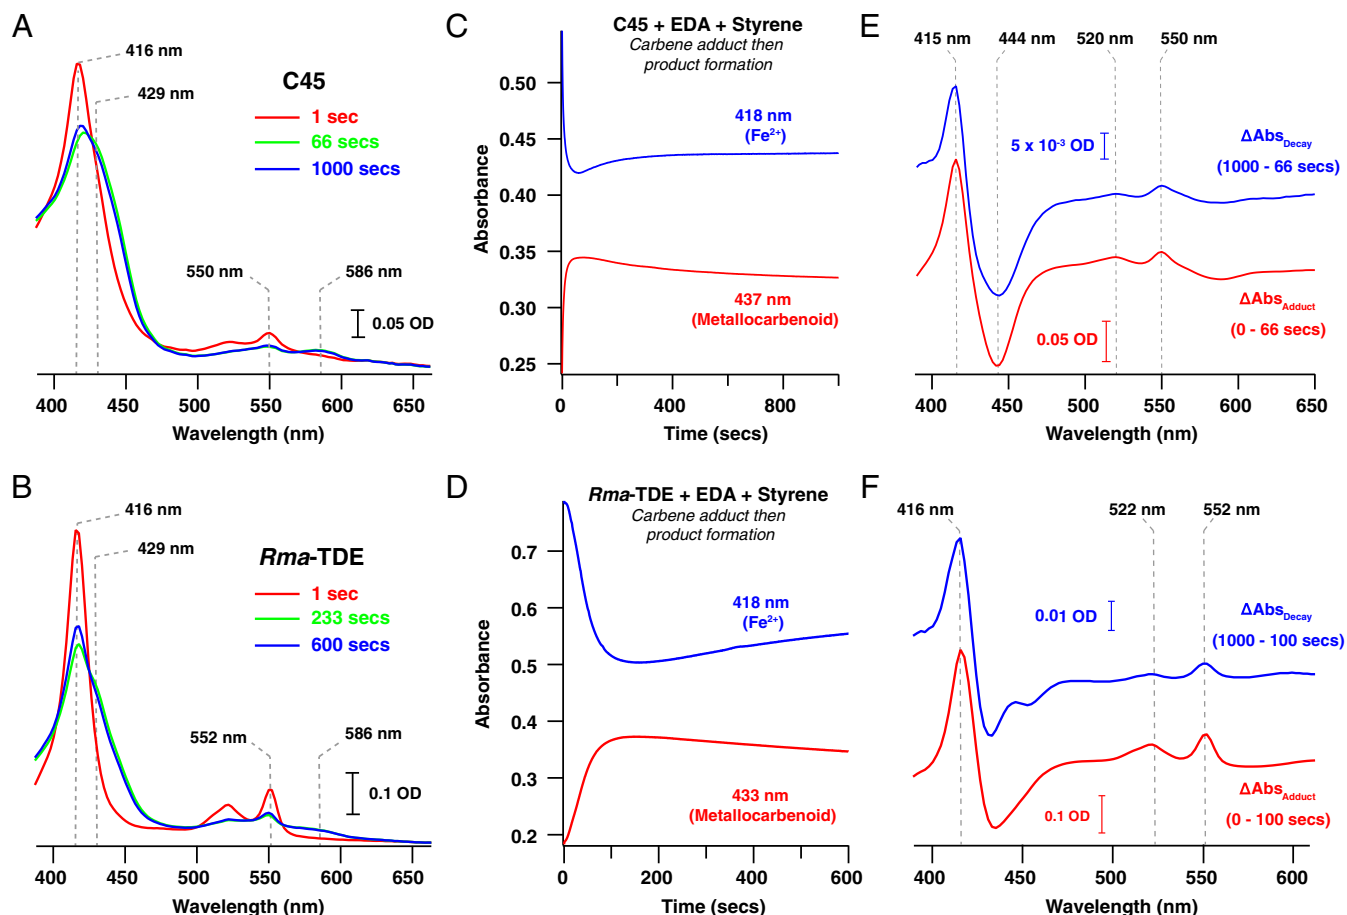 A
416 nm
429 nm
C45
1 sec
66 secs
1000 secs
550 nm
586 nm
0.05 OD
400 450 500 550 600 650
Wavelength (nm)
B
416 nm
429 nm
Rma-TDE
1 sec
233 secs
600 secs
552 nm
586 nm
0.1 OD
400 450 500 550 600 650
Wavelength (nm)
C
C45 + EDA + Styrene
Carbene adduct then
product formation
0.50
0.45
0.40
0.35
0.30
0.25
Absorbance
418 nm
(Fe²⁺)
437 nm
(Metallocarbenoid)
0 400 800
Time (secs)
D
Rma-TDE + EDA + Styrene
Carbene adduct then
product formation
0.7
0.6
0.5
0.4
0.3
0.2
Absorbance
418 nm
(Fe²⁺)
433 nm
(Metallocarbenoid)
0 200 400 600
Time (secs)
E
415 nm 444 nm 520 nm 550 nm
5 x 10⁻³ OD
ΔAbsDecay
(1000 - 66 secs)
ΔAbsAdduct
(0 - 66 secs)
0.05 OD
400 450 500 550 600 650
Wavelength (nm)
F
416 nm 522 nm 552 nm
0.01 OD
ΔAbsDecay
(1000 - 100 secs)
ΔAbsAdduct
(0 - 100 secs)
0.1 OD
400 450 500 550 600
Wavelength (nm)